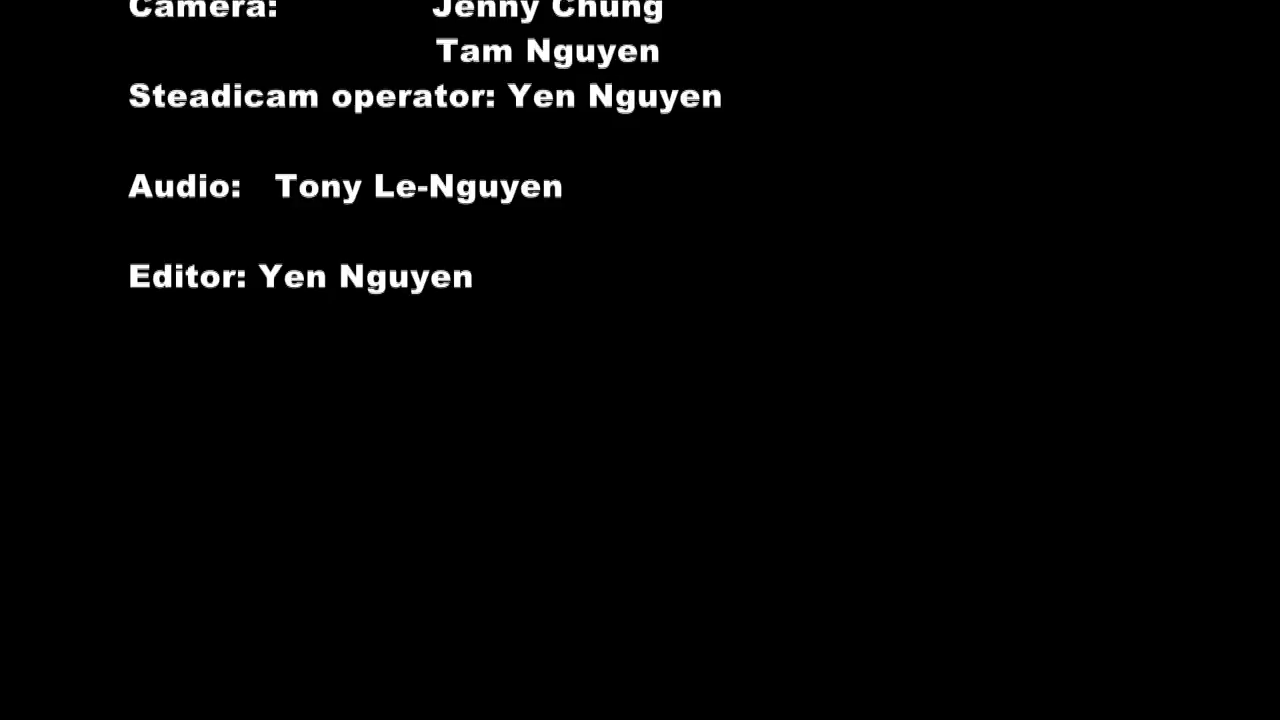 Camera: Jenny Chung
Tam Nguyen
Steadicam operator: Yen Nguyen
Audio: Tony Le-Nguyen
Editor: Yen Nguyen